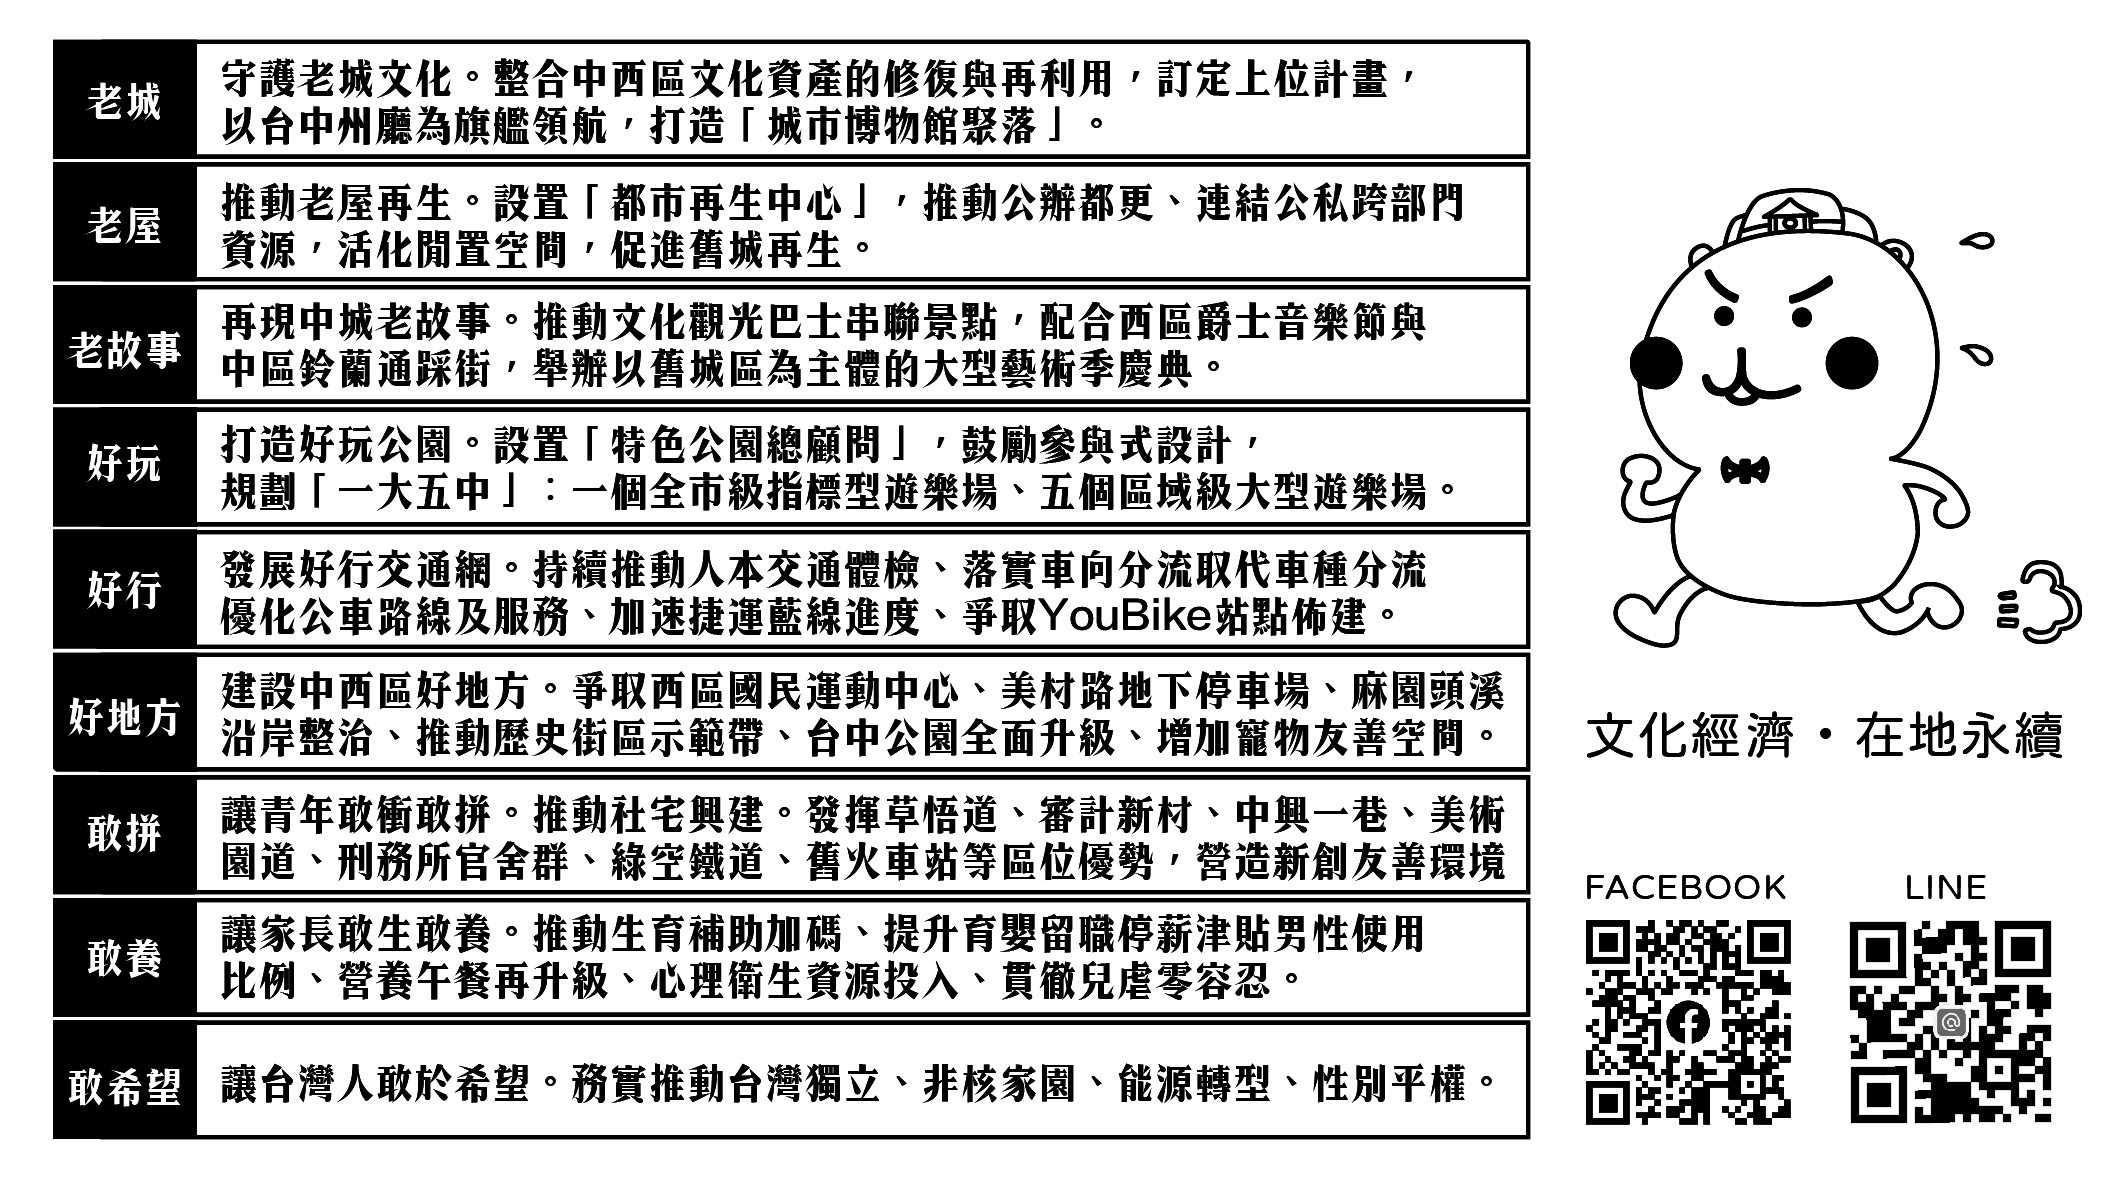 老城
守護老城文化。整合中西區文化資產的修復與再利用，訂定上位計畫，
以台中州廳為旗艦領航，打造「城市博物館聚落」。
老屋
推動老屋再生。設置「都市再生中心」，推動公辦都更、連結公私跨部門
資源，活化閒置空間，促進舊城再生。
老故事
再現中城老故事。推動文化觀光巴士串聯景點，配合西區爵士音樂節與
中區鈴蘭通踩街，舉辦以舊城區為主體的大型藝術季慶典。
好玩
打造好玩公園。設置「特色公園總顧問」，鼓勵參與式設計，
規劃「一大五中」：一個全市級指標型遊樂場、五個區域級大型遊樂場。
好行
發展好行交通網。持續推動人本交通體檢、落實車向分流取代車種分流
優化公車路線及服務、加速捷運藍線進度、爭取YouBike站點佈建。
好地方
建設中西區好地方。爭取西區國民運動中心、美村路地下停車場、麻園頭溪
沿岸整治、推動歷史街區示範帶、台中公園全面升級、增加寵物友善空間。
敢拼
讓青年敢衝敢拼。推動社宅興建。發揮草悟道、審計新村、中興一巷、美術
園道、刑務所官舍群、綠空鐵道、舊火車站等區位優勢，營造新創友善環境
敢養
讓家長敢生敢養。推動生育補助加碼、提升育嬰留職停薪津貼男性使用
比例、營養午餐再升級、心理衛生資源投入、貫徹兒虐零容忍。
敢希望
讓台灣人敢於希望。務實推動台灣獨立、非核家園、能源轉型、性別平權。
文化經濟・在地永續
FACEBOOK
LINE